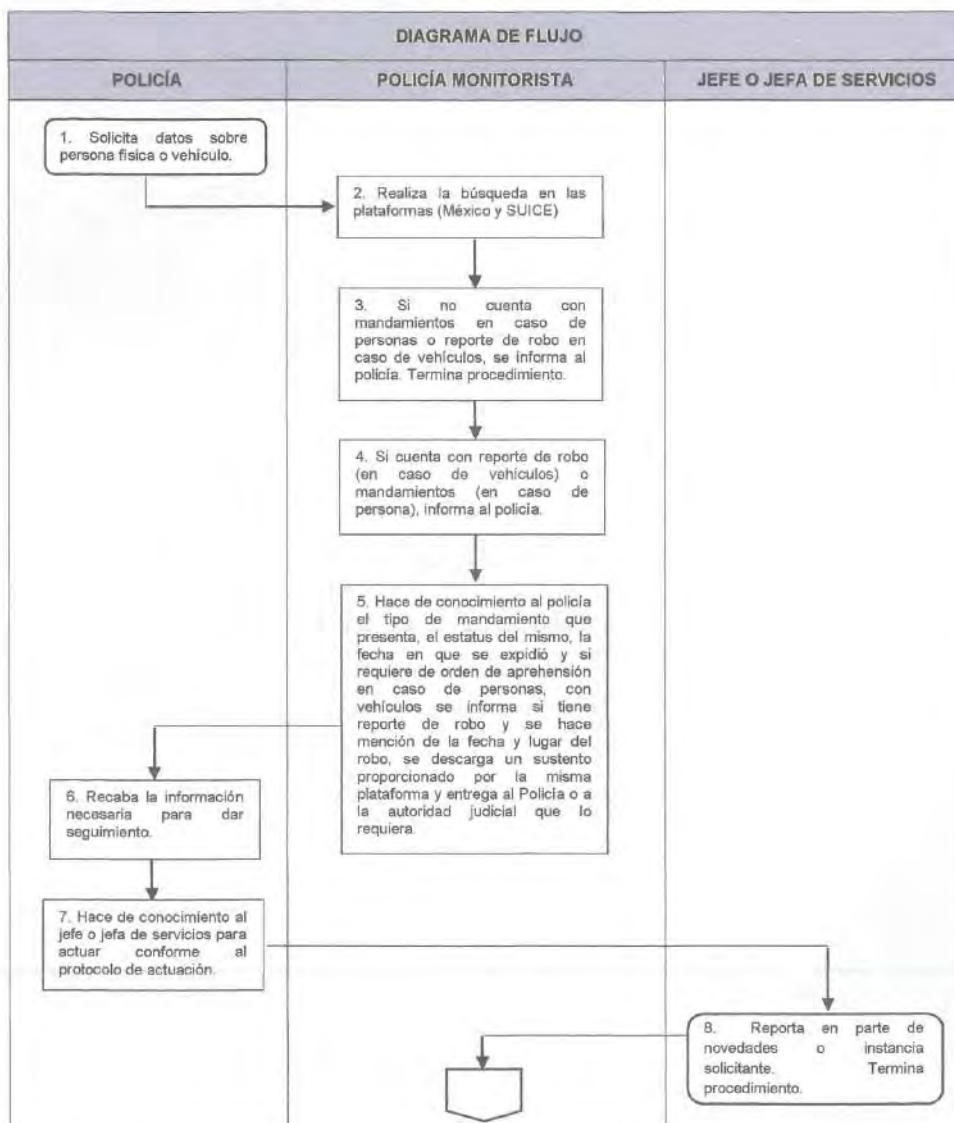 DIAGRAMA DE FLUJO
POLICÍA
POLICÍA MONITORISTA
JEFE O JEFA DE SERVICIOS
1. Solicita datos sobre
persona física o vehículo.
2. Realiza la búsqueda en las
plataformas (México y SUICE)
3. Si no cuenta con
mandamientos en caso de
personas o reporte de robo en
caso de vehículos, se informa al
policía. Termina procedimiento.
4. Si cuenta con reporte de robo
(en caso de vehículos) o
mandamientos (en caso de
persona), informa al policía.
5. Hace de conocimiento al policía
el tipo de mandamiento que
presenta, el estatus del mismo, la
fecha en que se expidió y si
requiere de orden de aprehensión
en caso de personas, con
vehículos se informa si tiene
reporte de robo y se hace
mención de la fecha y lugar del
robo, se descarga un sustento
proporcionado por la misma
plataforma y entrega al Policía o a
la autoridad judicial que lo
requiera.
6. Recaba la información
necesaria para dar
seguimiento.
7. Hace de conocimiento al
jefe o jefa de servicios para
actuar conforme al
protocolo de actuación.
8. Reporta en parte de
novedades o instancia
solicitante. Termina
procedimiento.